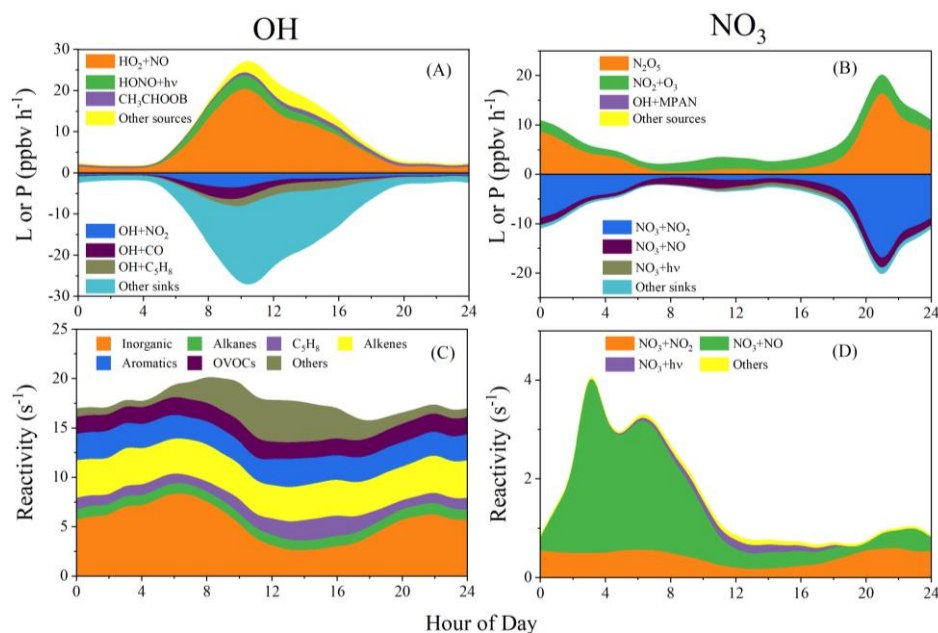 OH
NO3
30
20
10
0
-10
-20
-30
L or P (ppbv h-1)
HO2+NO
HONO+hν
CH3CHOOB
Other sources
(A)
OH+NO2
OH+CO
OH+C5H8
Other sinks
0 4 8 12 16 20 24
20
10
0
-10
-20
L or P (ppbv h-1)
N2O5
NO2+O3
OH+MPAN
Other sources
(B)
NO3+NO2
NO3+NO
NO3+hν
Other sinks
0 4 8 12 16 20 24
25
20
15
10
5
0
Reactivity (s-1)
Inorganic Alkanes C5H8 Alkenes
Aromatics OVOCs Others
(C)
0 4 8 12 16 20 24
4
2
0
Reactivity (s-1)
NO3+NO2 NO3+NO
NO3+hν Others
(D)
0 4 8 12 16 20 24
Hour of Day